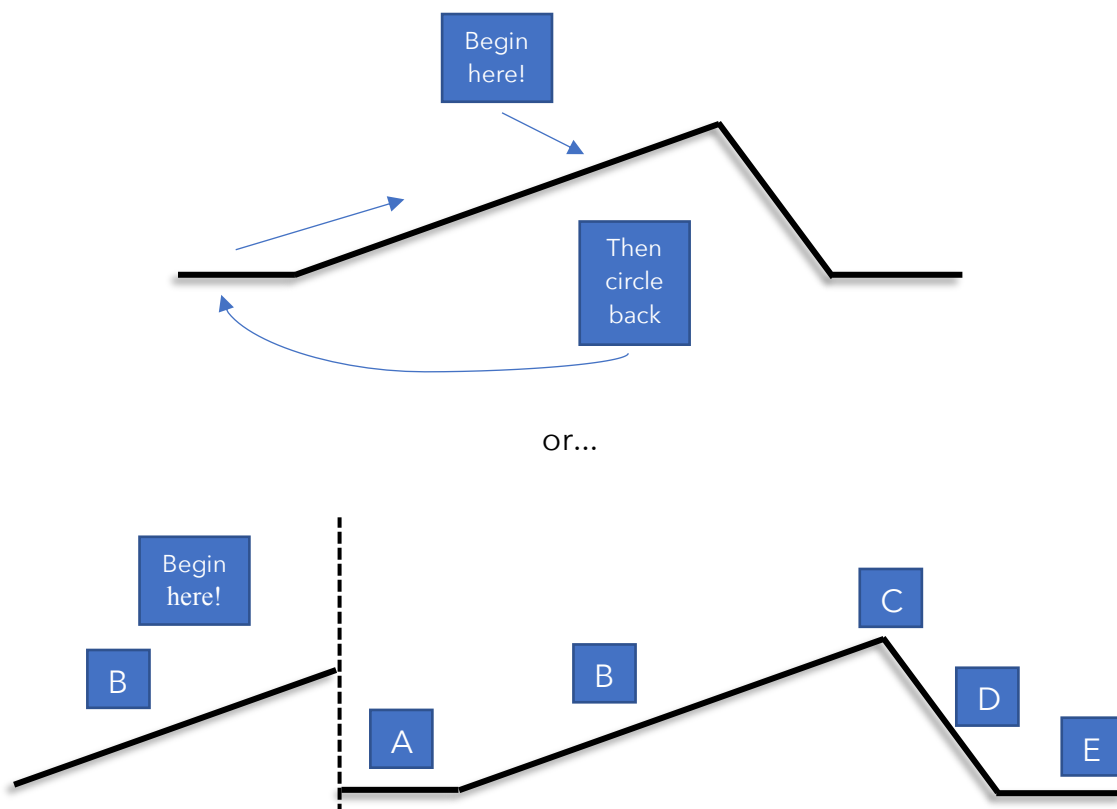 Begin
here!
Then
circle
back
or...
Begin
here!
C
B
B
D
A
E